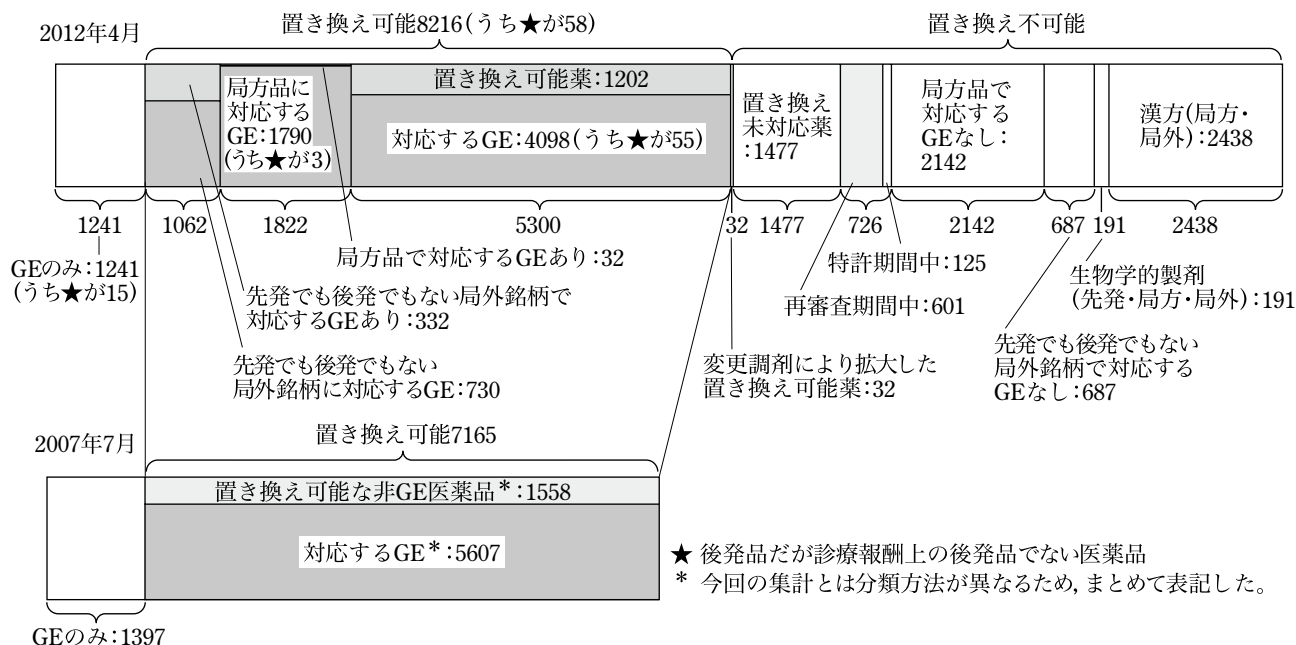 2012年4月
置き換え可能8216(うち★が58)
置き換え不可能
局方品に
対応する
GE:1790
(うち★が3)
置き換え可能薬:1202
対応するGE:4098(うち★が55)
置き換え
未対応薬
:1477
局方品で
対応する
GEなし:
2142
漢方(局方・
局外):2438
1241
1062
1822
5300
32
1477
726
2142
687
191
2438
GEのみ:1241
(うち★が15)
局方品で対応するGEあり:32
先発でも後発でもない局外銘柄で
対応するGEあり:332
先発でも後発でもない
局外銘柄に対応するGE:730
特許期間中:125
再審査期間中:601
生物学的製剤
(先発・局方・局外):191
変更調剤により拡大した
置き換え可能薬:32
先発でも後発でもない
局外銘柄で対応する
GEなし:687
2007年7月
置き換え可能7165
置き換え可能な非GE医薬品*:1558
対応するGE*:5607
GEのみ:1397
★ 後発品だが診療報酬上の後発品でない医薬品
* 今回の集計とは分類方法が異なるため,まとめて表記した。